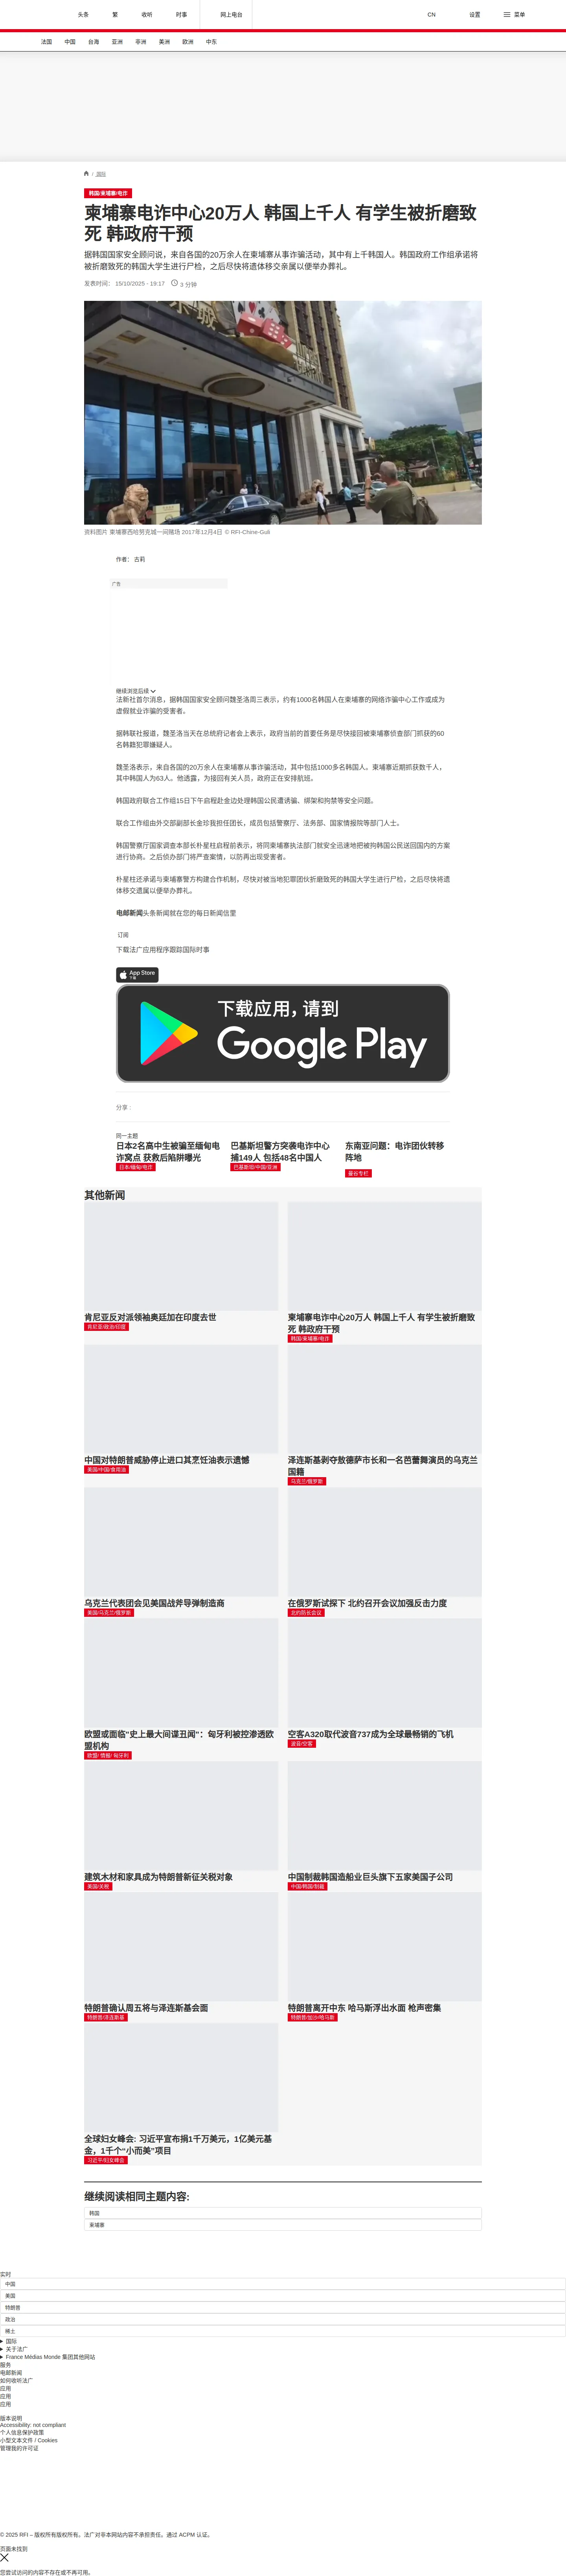 头条
繁
收听
时事
网上电台
CN
设置
菜单
法国
中国
台海
亚洲
非洲
美洲
欧洲
中东
/ 国际
韩国/柬埔寨/电诈
柬埔寨电诈中心20万人 韩国上千人 有学生被折磨致
死 韩政府干预
据韩国国家安全顾问说，来自各国的20万余人在柬埔寨从事诈骗活动，其中有上千韩国人。韩国政府工作组承诺将
被折磨致死的韩国大学生进行尸检，之后尽快将遗体移交亲属以便举办葬礼。
发表时间： 15/10/2025 - 19:17
3 分钟
资料图片 柬埔寨西哈努克城一间赌场 2017年12月4日 © RFI-Chine-Guli
作者： 古莉
广告
继续浏览后续
法新社首尔消息，据韩国国家安全顾问魏圣洛周三表示，约有1000名韩国人在柬埔寨的网络诈骗中心工作或成为
虚假就业诈骗的受害者。
据韩联社报道，魏圣洛当天在总统府记者会上表示，政府当前的首要任务是尽快接回被柬埔寨侦查部门抓获的60
名韩籍犯罪嫌疑人。
魏圣洛表示，来自各国的20万余人在柬埔寨从事诈骗活动，其中包括1000多名韩国人。柬埔寨近期抓获数千人，
其中韩国人为63人。他透露，为接回有关人员，政府正在安排航班。
韩国政府联合工作组15日下午启程赴金边处理韩国公民遭诱骗、绑架和拘禁等安全问题。
联合工作组由外交部副部长金珍我担任团长，成员包括警察厅、法务部、国家情报院等部门人士。
韩国警察厅国家调查本部长朴星柱启程前表示，将同柬埔寨执法部门就安全迅速地把被拘韩国公民送回国内的方案
进行协商。之后侦办部门将严查案情，以防再出现受害者。
朴星柱还承诺与柬埔寨警方构建合作机制，尽快对被当地犯罪团伙折磨致死的韩国大学生进行尸检，之后尽快将遗
体移交遗属以便举办葬礼。
电邮新闻头条新闻就在您的每日新闻信里
订阅
下载法广应用程序跟踪国际时事
App Store
下载
下载应用，请到
Google Play
分享 :
同一主题
日本2名高中生被骗至缅甸电
诈窝点 获救后陷阱曝光
日本/缅甸/电诈
巴基斯坦警方突袭电诈中心
捕149人 包括48名中国人
巴基斯坦/中国/亚洲
东南亚问题：电诈团伙转移
阵地
曼谷专栏
其他新闻
肯尼亚反对派领袖奥廷加在印度去世
肯尼亚/政治/印度
柬埔寨电诈中心20万人 韩国上千人 有学生被折磨致
死 韩政府干预
韩国/柬埔寨/电诈
中国对特朗普威胁停止进口其烹饪油表示遗憾
美国/中国/食用油
泽连斯基剥夺敖德萨市长和一名芭蕾舞演员的乌克兰
国籍
乌克兰/俄罗斯
乌克兰代表团会见美国战斧导弹制造商
美国/乌克兰/俄罗斯
在俄罗斯试探下 北约召开会议加强反击力度
北约防长会议
欧盟或面临"史上最大间谍丑闻"：匈牙利被控渗透欧
盟机构
欧盟/ 情报/ 匈牙利
空客A320取代波音737成为全球最畅销的飞机
波音/空客
建筑木材和家具成为特朗普新征关税对象
美国/关税
中国制裁韩国造船业巨头旗下五家美国子公司
中国/韩国/制裁
特朗普确认周五将与泽连斯基会面
特朗普/泽连斯基
特朗普离开中东 哈马斯浮出水面 枪声密集
特朗普/加沙/哈马斯
全球妇女峰会: 习近平宣布捐1千万美元，1亿美元基
金，1千个“小而美”项目
习近平/妇女峰会
继续阅读相同主题内容:
韩国
柬埔寨
实时
中国
美国
特朗普
政治
稀土
国际
关于法广
France Médias Monde 集团其他网站
服务
电邮新闻
如何收听法广
应用
应用
应用
版本说明
Accessibility: not compliant
个人信息保护政策
小型文本文件 / Cookies
管理我的许可证
© 2025 RFI – 版权所有版权所有。法广对非本网站内容不承担责任。通过 ACPM 认证。
页面未找到
您尝试访问的内容不存在或不再可用。